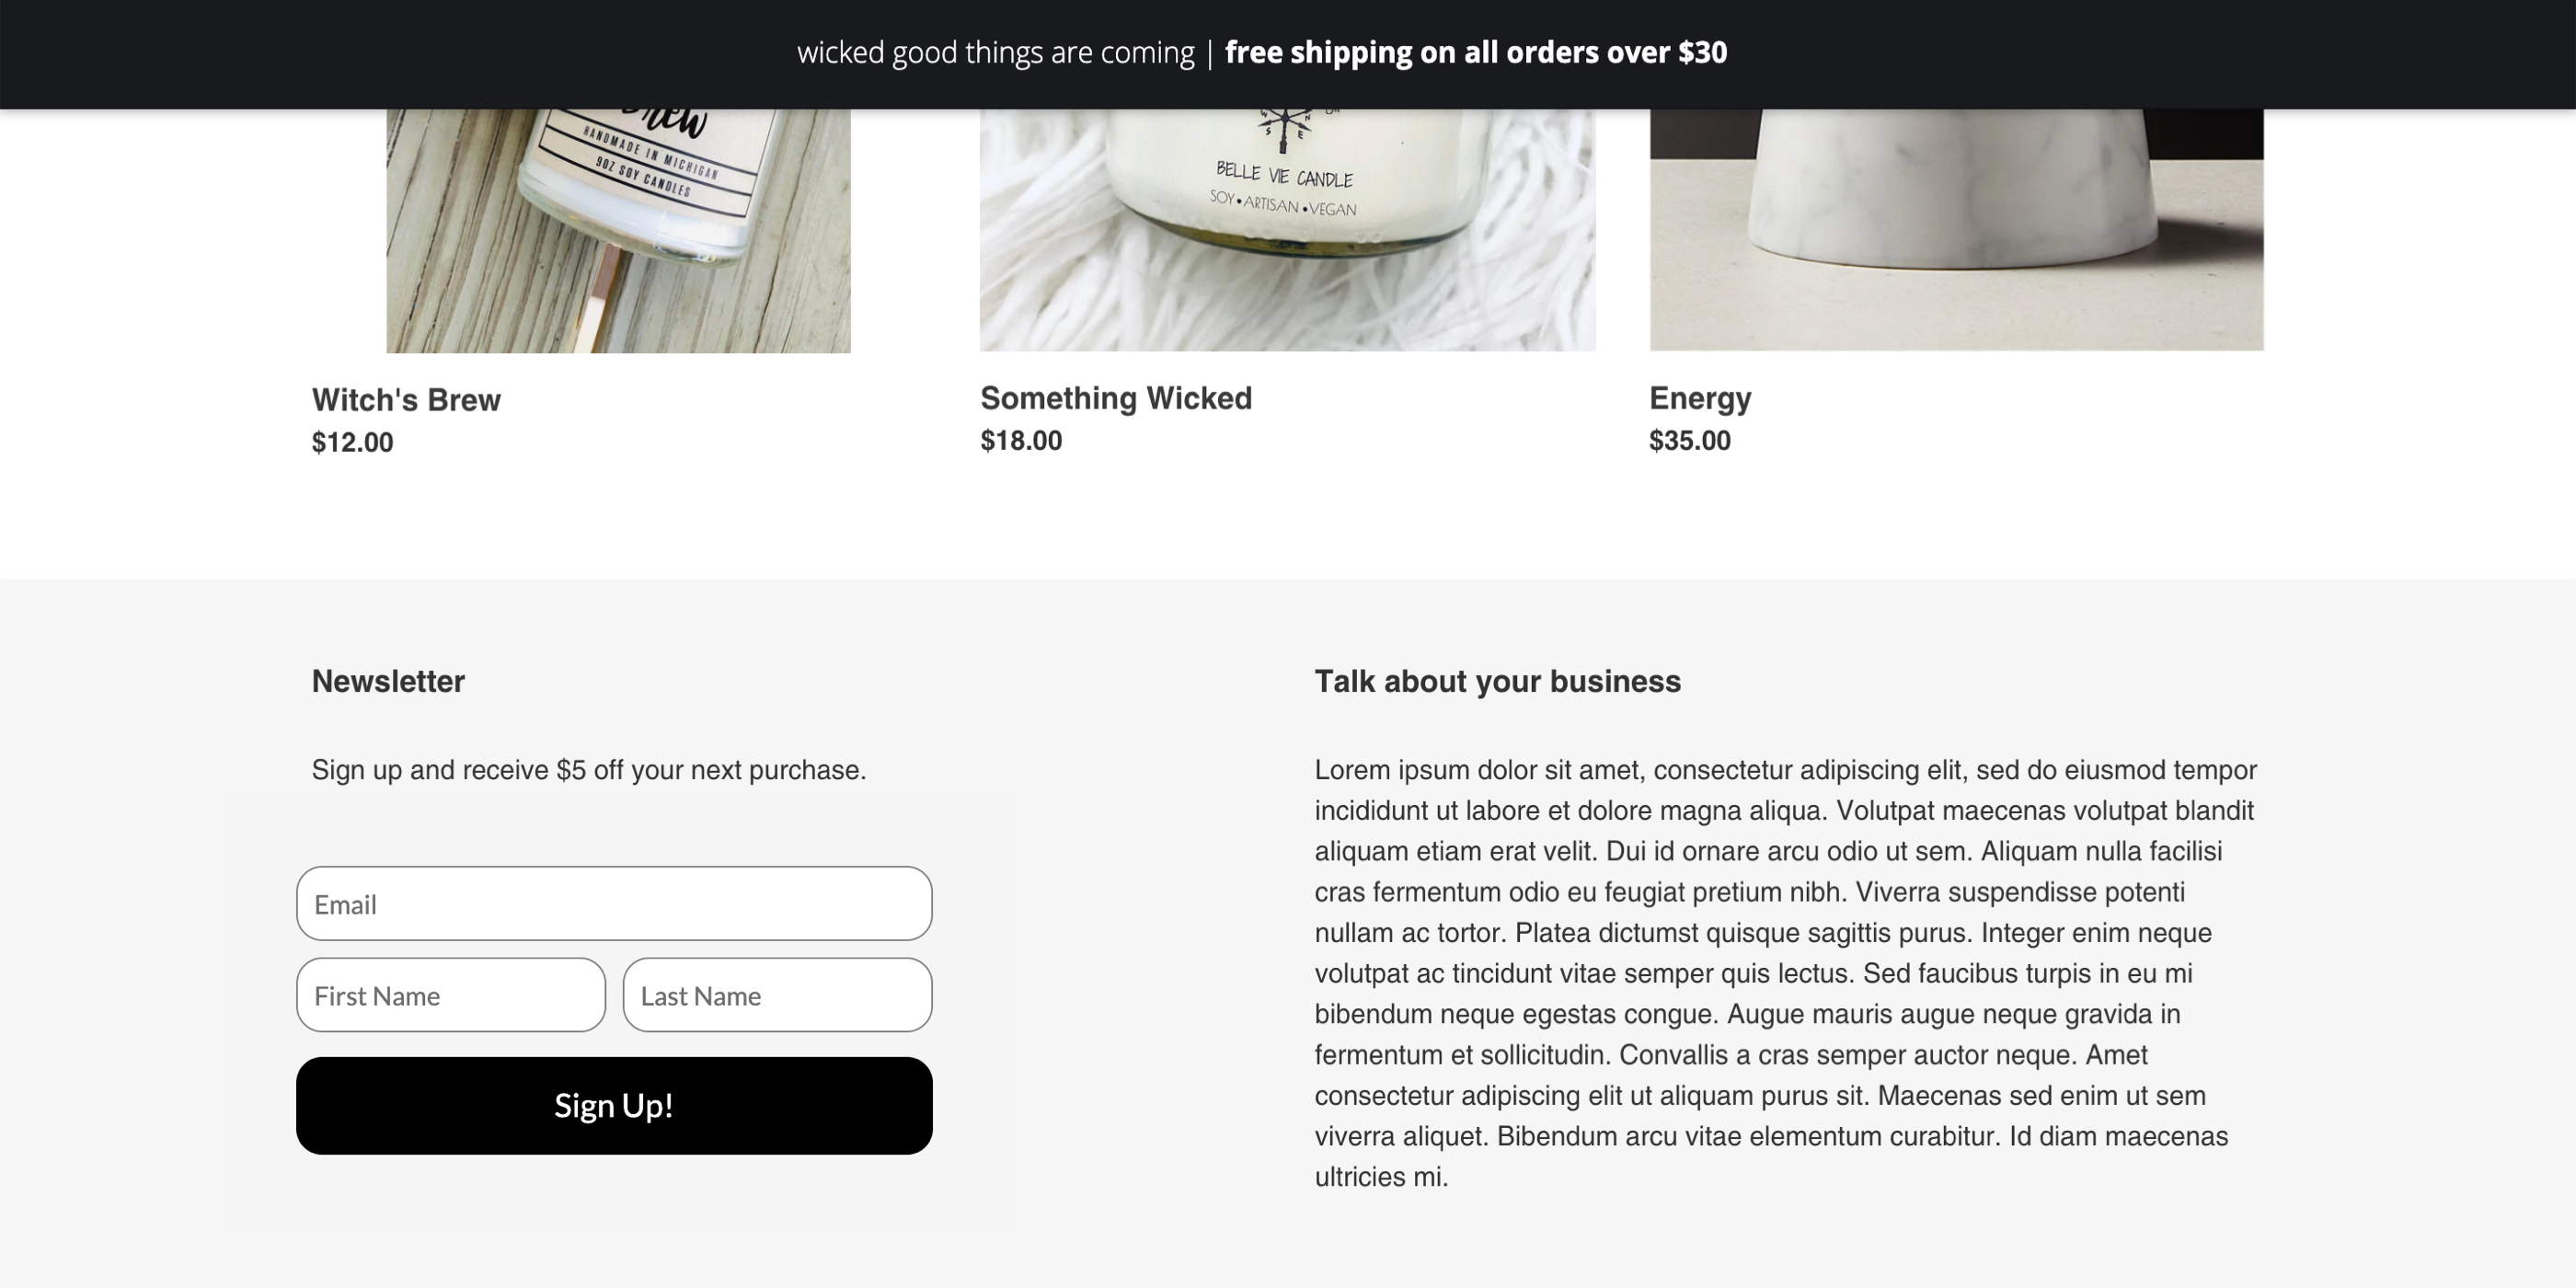 wicked good things are coming | free shipping on all orders over $30
Brew
HANDMADE IN MICHIGAN
9OZ SOY CANDLES
W
N
S
E
BELLE VIE CANDLE
SOY • ARTISAN • VEGAN
Witch's Brew
$12.00
Something Wicked
$18.00
Energy
$35.00
Newsletter
Sign up and receive $5 off your next purchase.
Email
First Name
Last Name
Sign Up!
Talk about your business
Lorem ipsum dolor sit amet, consectetur adipiscing elit, sed do eiusmod tempor
incididunt ut labore et dolore magna aliqua. Volutpat maecenas volutpat blandit
aliquam etiam erat velit. Dui id ornare arcu odio ut sem. Aliquam nulla facilisi
cras fermentum odio eu feugiat pretium nibh. Viverra suspendisse potenti
nullam ac tortor. Platea dictumst quisque sagittis purus. Integer enim neque
volutpat ac tincidunt vitae semper quis lectus. Sed faucibus turpis in eu mi
bibendum neque egestas congue. Augue mauris augue neque gravida in
fermentum et sollicitudin. Convallis a cras semper auctor neque. Amet
consectetur adipiscing elit ut aliquam purus sit. Maecenas sed enim ut sem
viverra aliquet. Bibendum arcu vitae elementum curabitur. Id diam maecenas
ultricies mi.